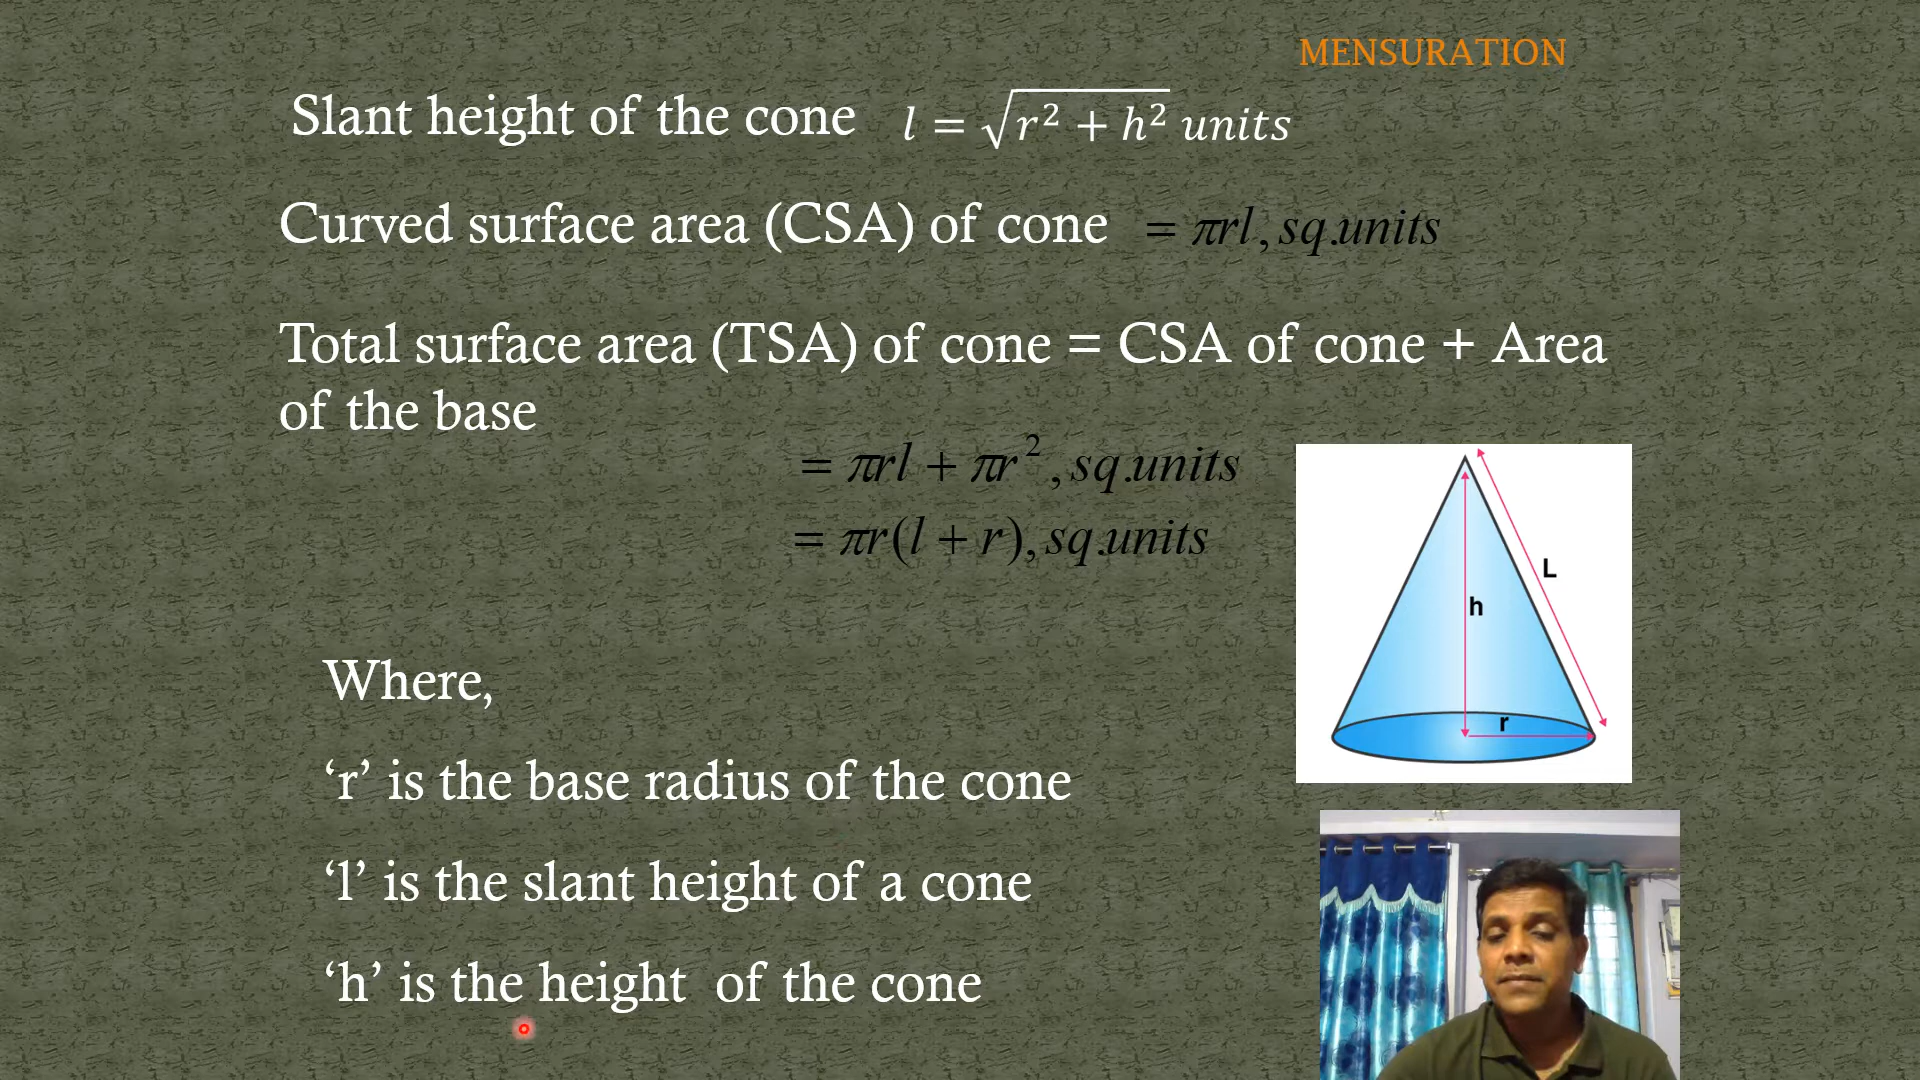 MENSURATION
Slant height of the cone l = √(r² + h²) units
Curved surface area (CSA) of cone = πrl, sq.units
Total surface area (TSA) of cone = CSA of cone + Area
of the base
= πrl + πr², sq.units
= πr(l + r), sq.units
L
h
r
Where,
‘r’ is the base radius of the cone
‘l’ is the slant height of a cone
‘h’ is the height of the cone